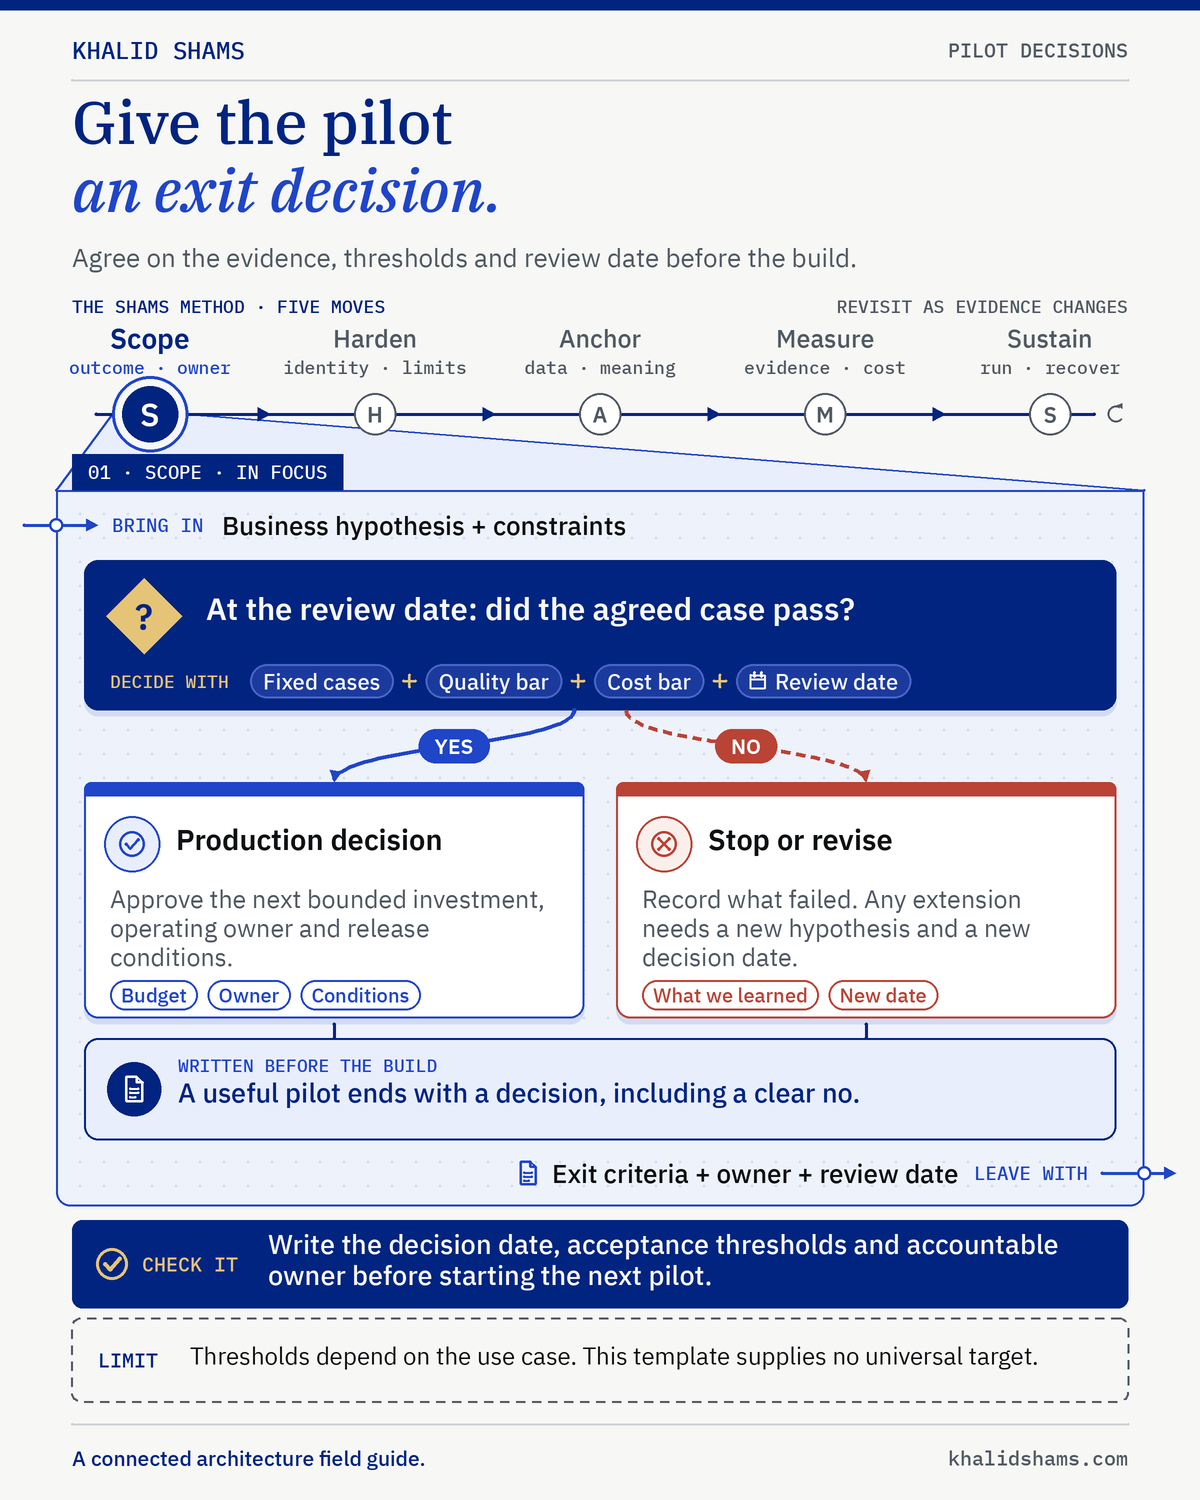 KHALID SHAMS
PILOT DECISIONS
Give the pilot
an exit decision.
Agree on the evidence, thresholds and review date before the build.
THE SHAMS METHOD · FIVE MOVES
REVISIT AS EVIDENCE CHANGES
Scope
outcome · owner
Harden
identity · limits
Anchor
data · meaning
Measure
evidence · cost
Sustain
run · recover
S
H
A
M
S
01 · SCOPE · IN FOCUS
BRING IN Business hypothesis + constraints
? At the review date: did the agreed case pass?
DECIDE WITH Fixed cases + Quality bar + Cost bar + Review date
YES
NO
Production decision
Approve the next bounded investment,
operating owner and release
conditions.
Budget Owner Conditions
Stop or revise
Record what failed. Any extension
needs a new hypothesis and a new
decision date.
What we learned New date
WRITTEN BEFORE THE BUILD
A useful pilot ends with a decision, including a clear no.
Exit criteria + owner + review date LEAVE WITH
CHECK IT
Write the decision date, acceptance thresholds and accountable
owner before starting the next pilot.
LIMIT Thresholds depend on the use case. This template supplies no universal target.
A connected architecture field guide.
khalidshams.com